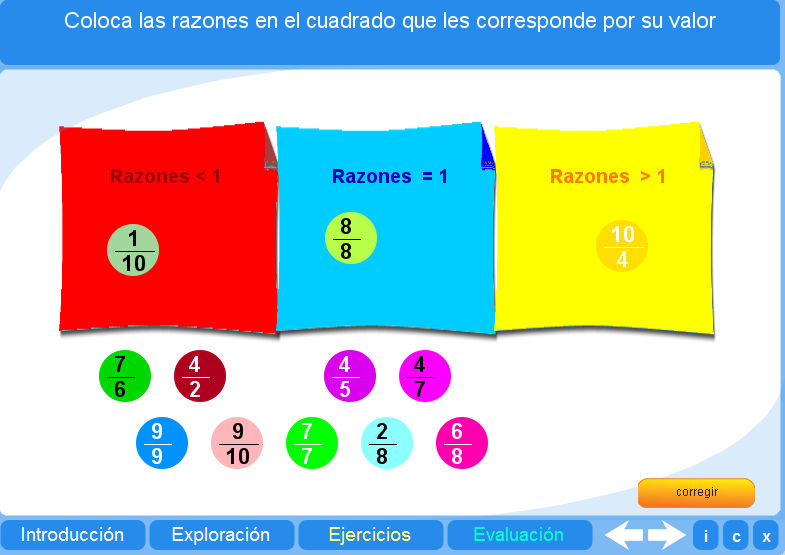 Coloca las razones en el cuadrado que les corresponde por su valor
Razones < 1
Razones = 1
Razones > 1
1/10
8/8
10/4
7/6
4/2
4/5
4/7
9/9
9/10
7/7
2/8
6/8
corregir
Introducción
Exploración
Ejercicios
Evaluación
i
c
x